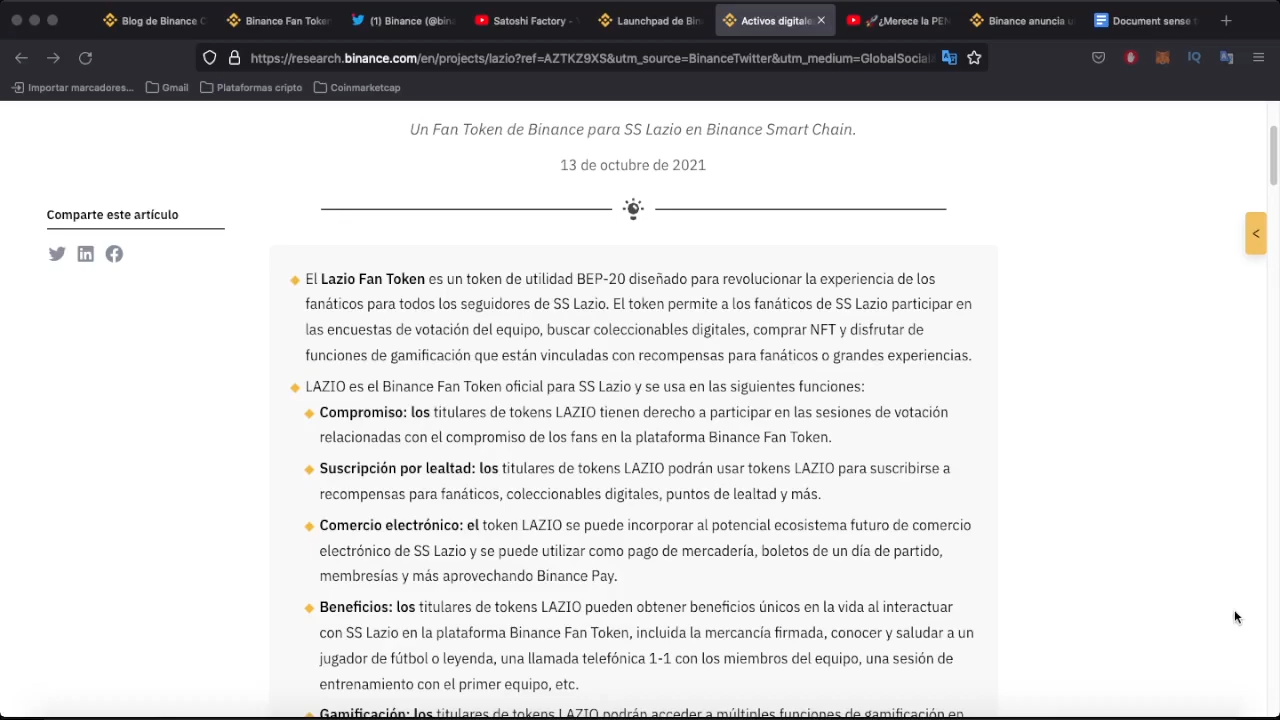 Blog de Binance C
Binance Fan Token
(1) Binance (@bina
Satoshi Factory -
Launchpad de Bin
Activos digitale
¿Merece la PEN
Binance anuncia u
Document sense t
https://research.binance.com/en/projects/lazio?ref=AZTKZ9XS&utm_source=BinanceTwitter&utm_medium=GlobalSocial
Importar marcadores...
Gmail
Plataformas cripto
Coinmarketcap
Un Fan Token de Binance para SS Lazio en Binance Smart Chain.
13 de octubre de 2021
Comparte este artículo
El Lazio Fan Token es un token de utilidad BEP-20 diseñado para revolucionar la experiencia de los
fanáticos para todos los seguidores de SS Lazio. El token permite a los fanáticos de SS Lazio participar en
las encuestas de votación del equipo, buscar coleccionables digitales, comprar NFT y disfrutar de
funciones de gamificación que están vinculadas con recompensas para fanáticos o grandes experiencias.
LAZIO es el Binance Fan Token oficial para SS Lazio y se usa en las siguientes funciones:
Compromiso: los titulares de tokens LAZIO tienen derecho a participar en las sesiones de votación
relacionadas con el compromiso de los fans en la plataforma Binance Fan Token.
Suscripción por lealtad: los titulares de tokens LAZIO podrán usar tokens LAZIO para suscribirse a
recompensas para fanáticos, coleccionables digitales, puntos de lealtad y más.
Comercio electrónico: el token LAZIO se puede incorporar al potencial ecosistema futuro de comercio
electrónico de SS Lazio y se puede utilizar como pago de mercadería, boletos de un día de partido,
membresías y más aprovechando Binance Pay.
Beneficios: los titulares de tokens LAZIO pueden obtener beneficios únicos en la vida al interactuar
con SS Lazio en la plataforma Binance Fan Token, incluida la mercancía firmada, conocer y saludar a un
jugador de fútbol o leyenda, una llamada telefónica 1-1 con los miembros del equipo, una sesión de
entrenamiento con el primer equipo, etc.
Gamificación: los titulares de tokens LAZIO podrán acceder a múltiples funciones de gamificación en